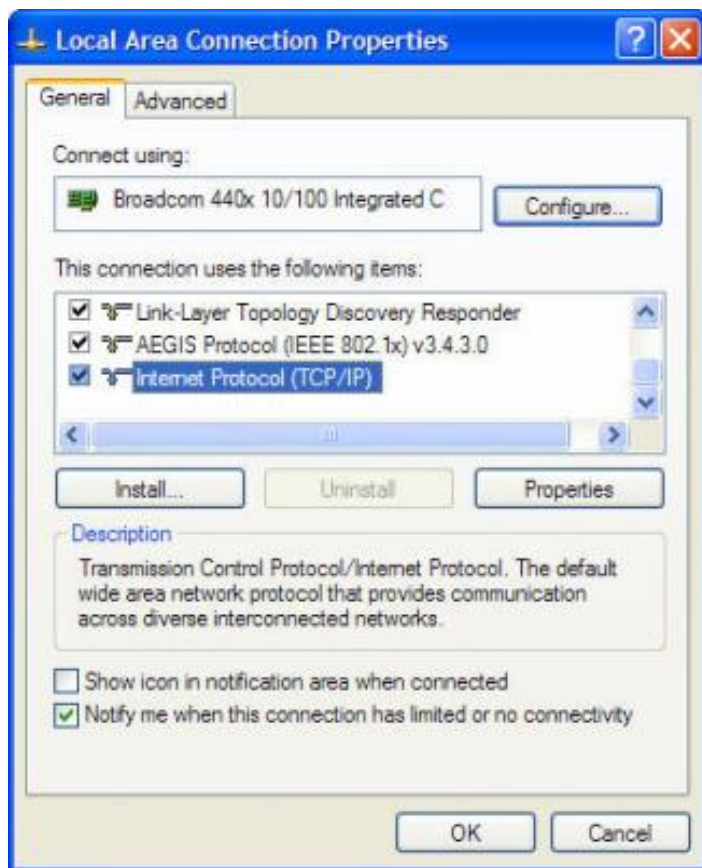 Local Area Connection Properties
General
Advanced
Connect using:
Broadcom 440x 10/100 Integrated C
Configure...
This connection uses the following items:
Link-Layer Topology Discovery Responder
AEGIS Protocol (IEEE 802.1x) v3.4.3.0
Internet Protocol (TCP/IP)
Install...
Uninstall
Properties
Description
Transmission Control Protocol/Internet Protocol. The default
wide area network protocol that provides communication
across diverse interconnected networks.
Show icon in notification area when connected
Notify me when this connection has limited or no connectivity
OK
Cancel